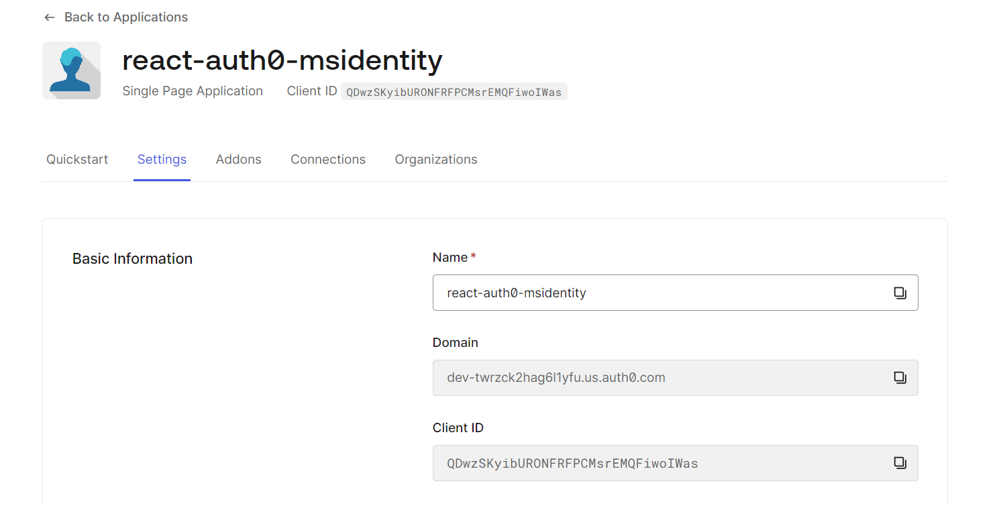 Back to Applications
react-auth0-msidentity
Single Page Application Client ID QDwzSKyibURONFRFPCMsrEMQFiwoIWas
Quickstart Settings Addons Connections Organizations
Basic Information
Name *
react-auth0-msidentity
Domain
dev-twrzck2hag6l1yfu.us.auth0.com
Client ID
QDwzSKyibURONFRFPCMsrEMQFiwoIWas